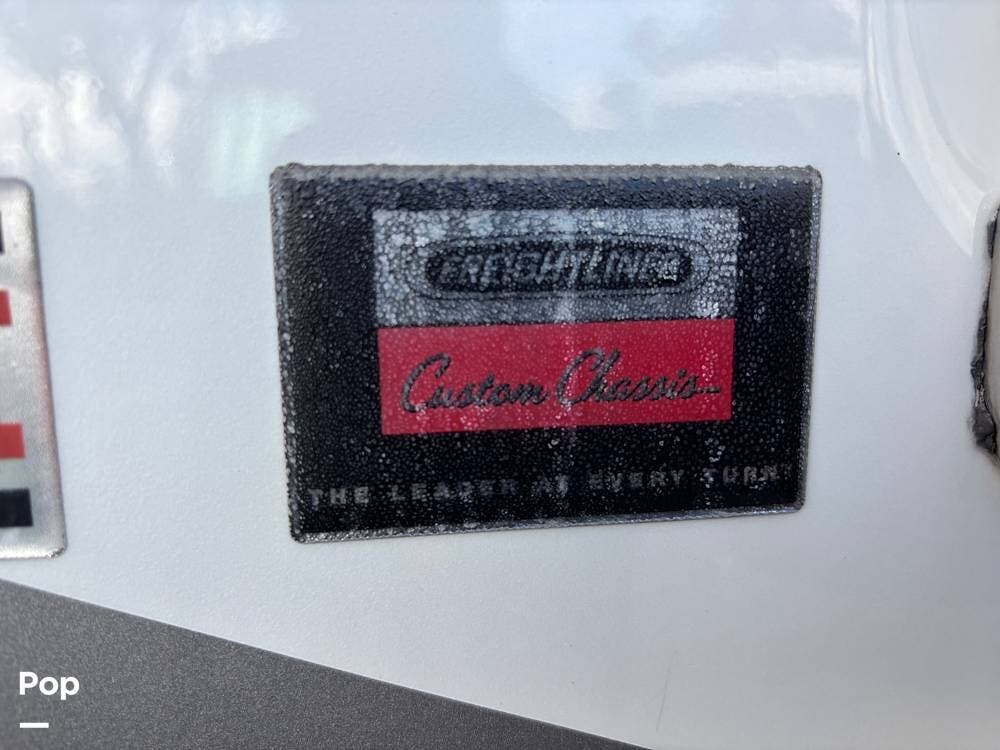 FREIGHTLINER
Custom Chassis
THE LEADER AT EVERY TURN
Pop